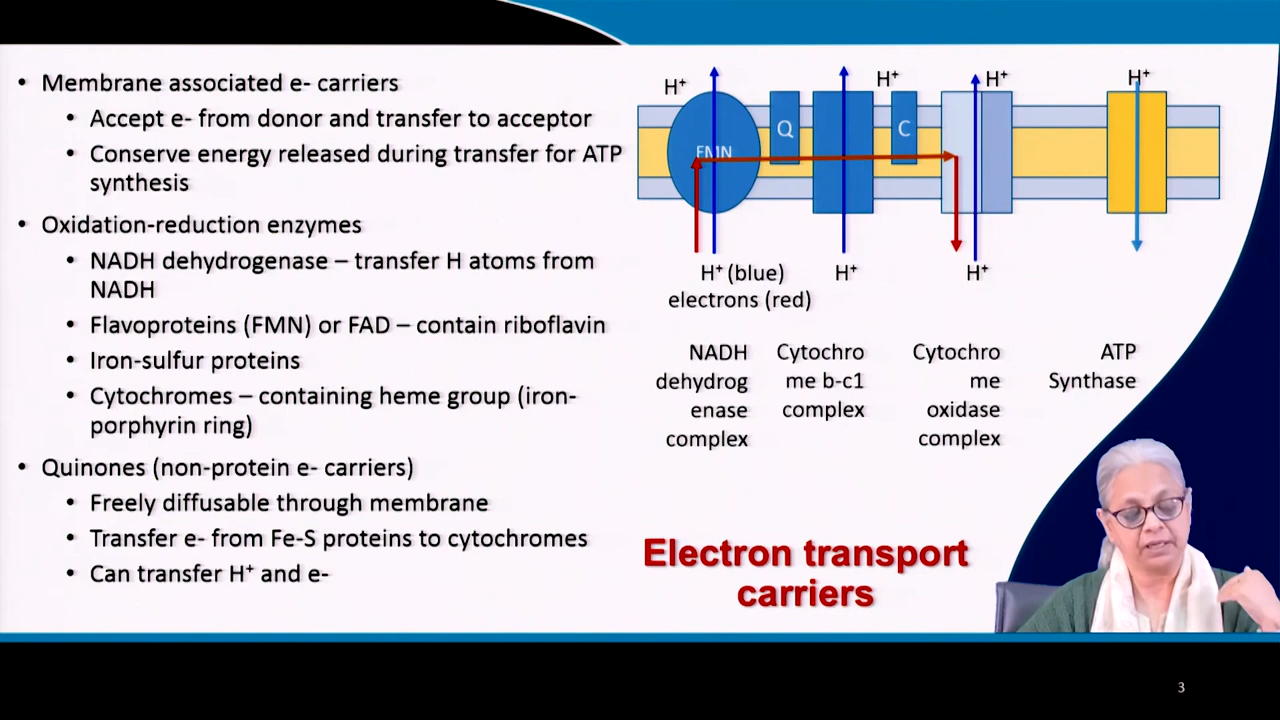 • Membrane associated e- carriers
• Accept e- from donor and transfer to acceptor
• Conserve energy released during transfer for ATP
synthesis
• Oxidation-reduction enzymes
• NADH dehydrogenase – transfer H atoms from
NADH
• Flavoproteins (FMN) or FAD – contain riboflavin
• Iron-sulfur proteins
• Cytochromes – containing heme group (iron-
porphyrin ring)
• Quinones (non-protein e- carriers)
• Freely diffusable through membrane
• Transfer e- from Fe-S proteins to cytochromes
• Can transfer H⁺ and e-
H⁺ H⁺ H⁺ H⁺
Q C
FMN
H⁺ (blue) H⁺ H⁺
electrons (red)
NADH
dehydrog
enase
complex
Cytochro
me b-c1
complex
Cytochro
me
oxidase
complex
ATP
Synthase
Electron transport
carriers
3